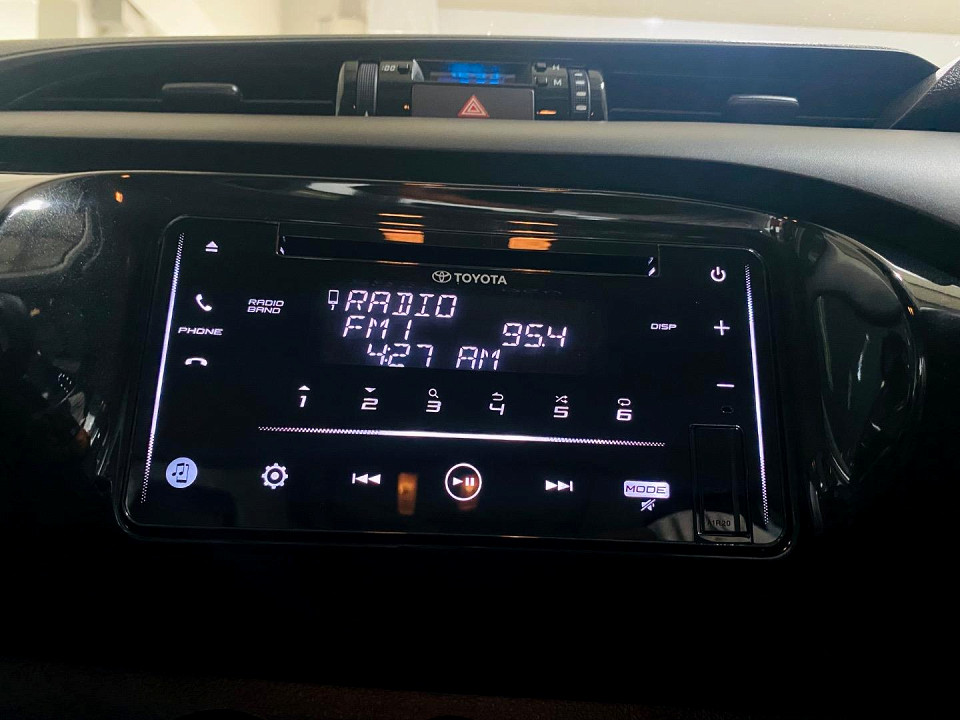 TOYOTA
RADIO
BAND
RADIO
FM1 95.4
4:27 AM
PHONE
DISP
1 2 3 4 5 6
MODE